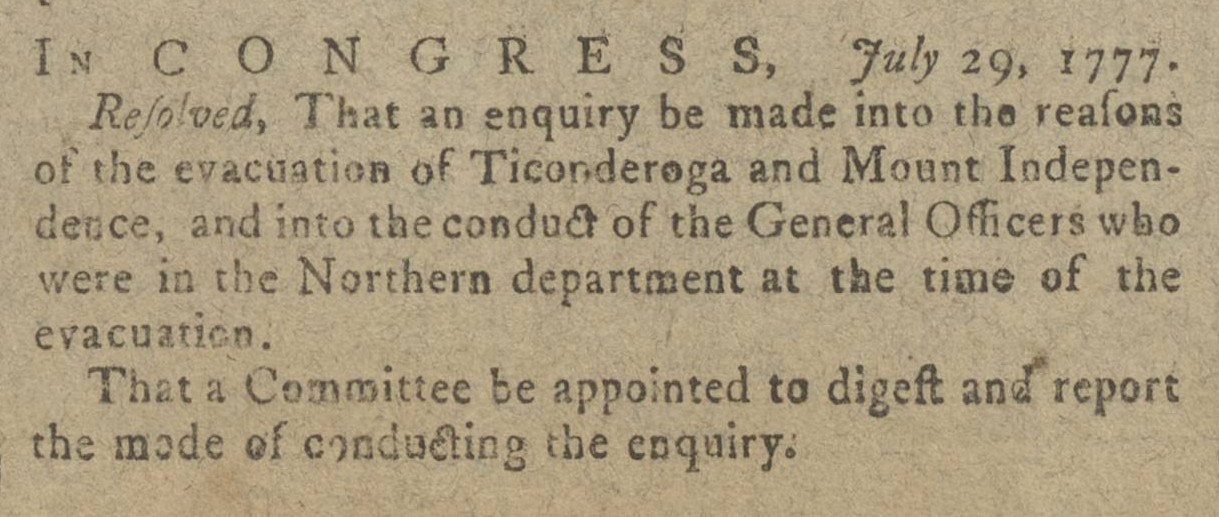 In CONGRESS, July 29, 1777.
Reſolved, That an enquiry be made into the reaſons
of the evacuation of Ticonderoga and Mount Indepen-
dence, and into the conduct of the General Officers who
were in the Northern department at the time of the
evacuation.
That a Committee be appointed to digeſt and report
the mode of conducting the enquiry.